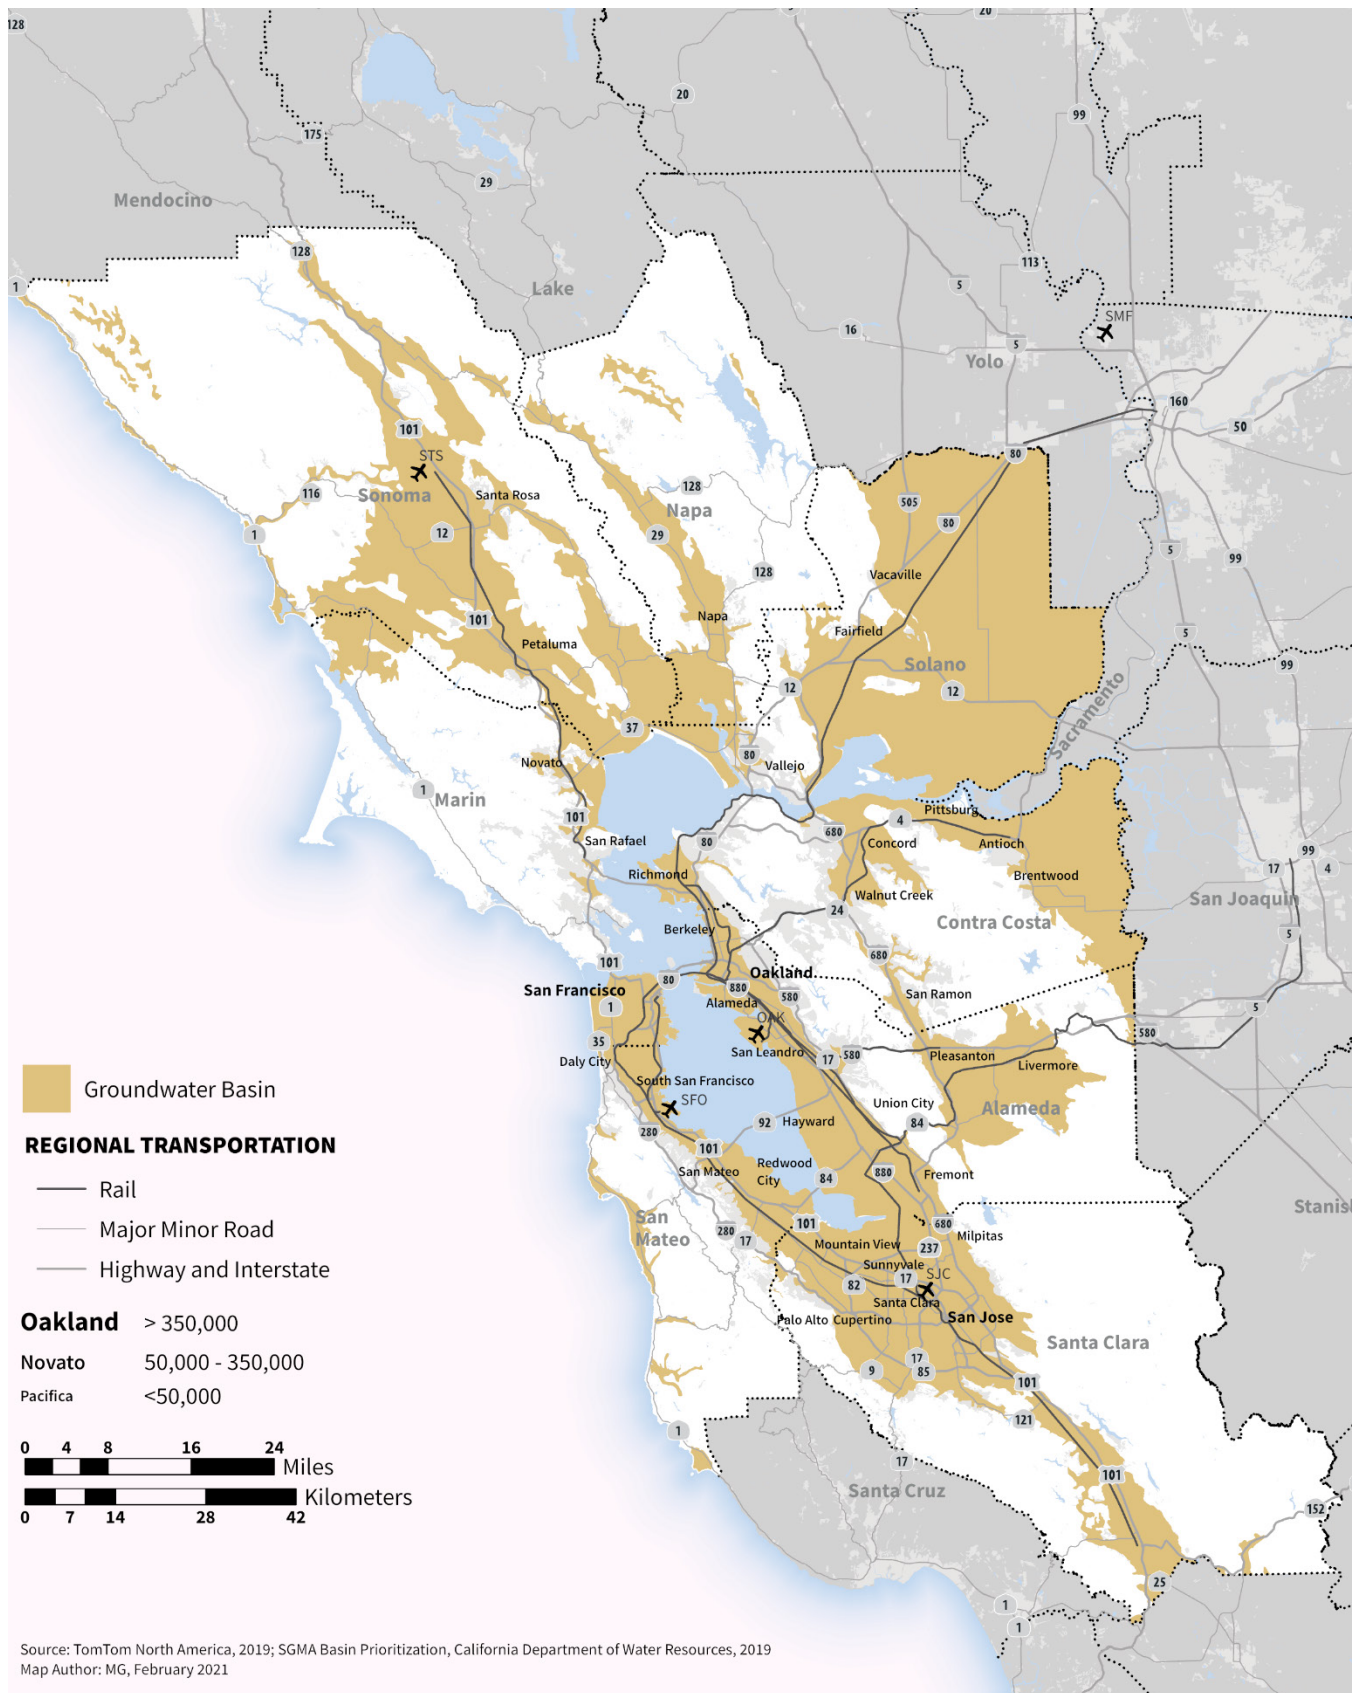 128
20
20
99
175
29
Mendocino
128
113
1
Lake
5
SMF
16
5
Yolo
160
101
50
80
STS
128
116
Sonoma
Santa Rosa
505
Napa
80
1
12
29
5
99
128
Vacaville
101
Napa
Fairfield
5
Petaluma
Solano
99
12
12
Sacramento
37
80
Novato
Vallejo
1
Marin
101
Pittsburg
4
680
San Rafael
80
Concord
Antioch
99
17
4
Richmond
Brentwood
Walnut Creek
San Joaquin
24
Contra Costa
Berkeley
5
680
101
Oakland
80
San Francisco
880
580
San Ramon
Alameda
1
5
OAK
580
35
San Leandro
17
580
Pleasanton
Daly City
Livermore
South San Francisco
SFO
Union City
Alameda
92
Hayward
84
280
101
Redwood
City
San Mateo
880
Fremont
84
Stanisl
San
Mateo
101
680
280
17
Milpitas
Mountain View
237
Sunnyvale
17
SJC
82
Santa Clara
San Jose
Palo Alto
Cupertino
Santa Clara
17
9
85
101
121
1
17
101
Santa Cruz
152
25
1
1
Groundwater Basin
REGIONAL TRANSPORTATION
Rail
Major Minor Road
Highway and Interstate
Oakland > 350,000
Novato 50,000 - 350,000
Pacifica <50,000
0 4 8 16 24
Miles
Kilometers
0 7 14 28 42
Source: TomTom North America, 2019; SGMA Basin Prioritization, California Department of Water Resources, 2019
Map Author: MG, February 2021